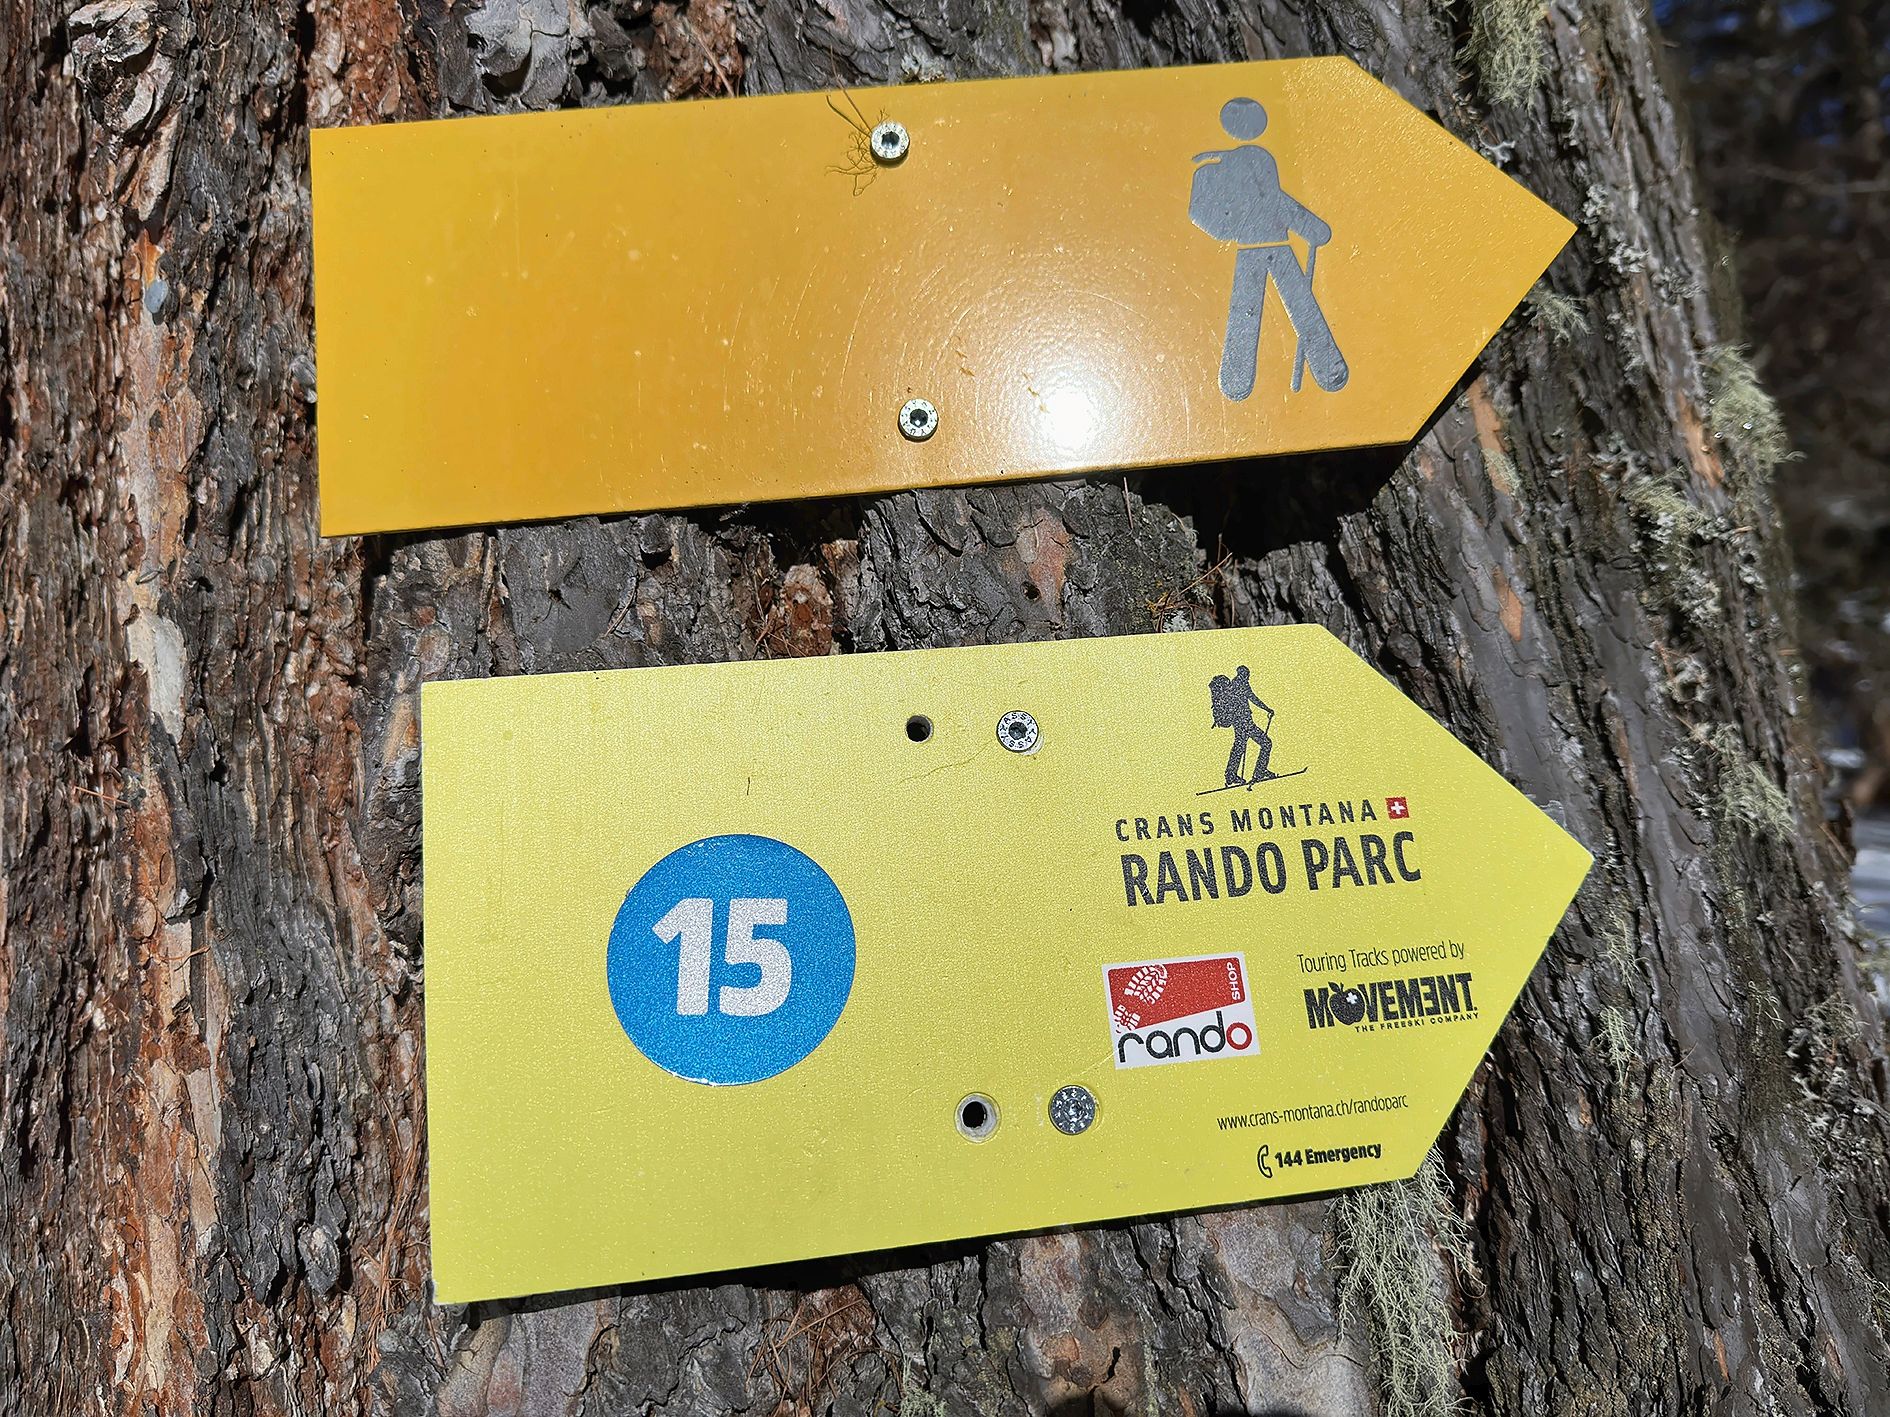 15
CRANS MONTANA
RANDO PARC
SHOP
rando
Touring Tracks powered by
MOVEMENT
THE FREESKI COMPANY
www.crans-montana.ch/randoparc
144 Emergency